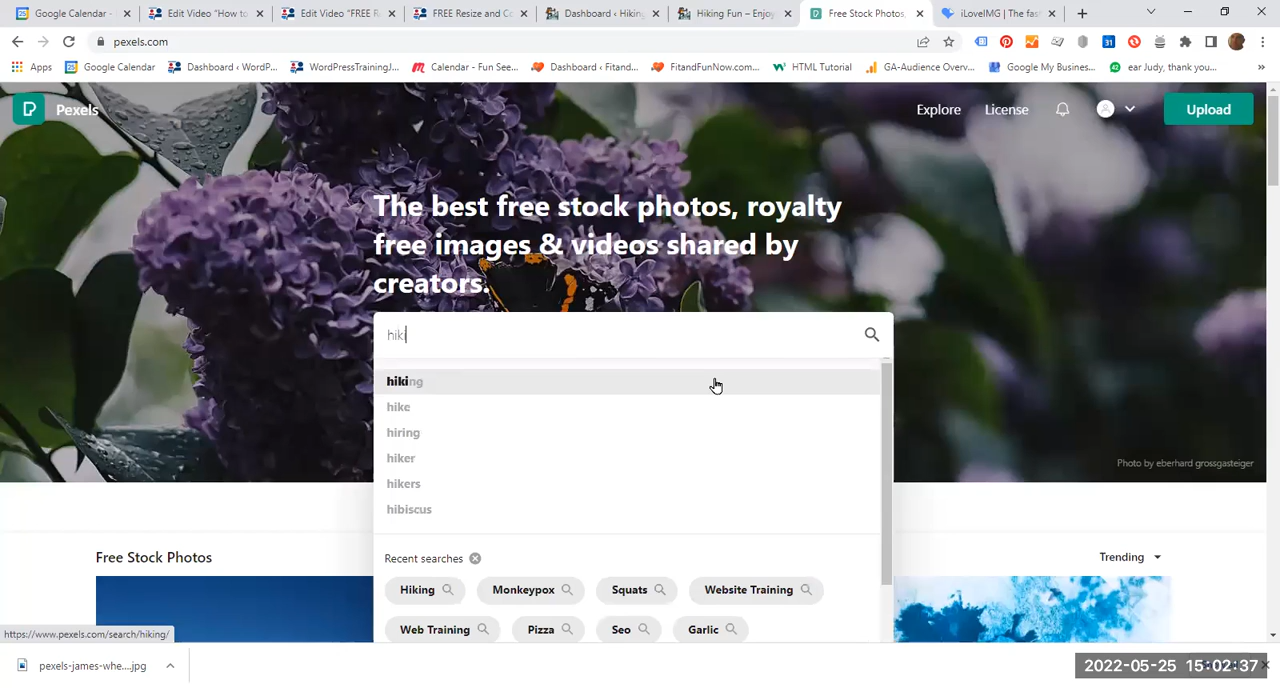 Google Calendar -
Edit Video "How to
Edit Video "FREE R
FREE Resize and Co
Dashboard ‹ Hiking
Hiking Fun – Enjoy
Free Stock Photos,
iLoveIMG | The fas
pexels.com
Apps
Google Calendar
Dashboard ‹ WordP...
WordPressTrainingJ...
Calendar - Fun See...
Dashboard ‹ Fitand...
FitandFunNow.com...
HTML Tutorial
GA-Audience Overv...
Google My Busines...
ear Judy, thank you....
»
Pexels
Explore
License
Upload
The best free stock photos, royalty
free images & videos shared by
creators.
hiki
hiking
hike
hiring
hiker
hikers
hibiscus
Photo by eberhard grossgasteiger
Recent searches
Hiking
Monkeypox
Squats
Website Training
Web Training
Pizza
Seo
Garlic
Free Stock Photos
Trending
https://www.pexels.com/search/hiking/
pexels-james-whe....jpg
2022-05-25 15:02:37